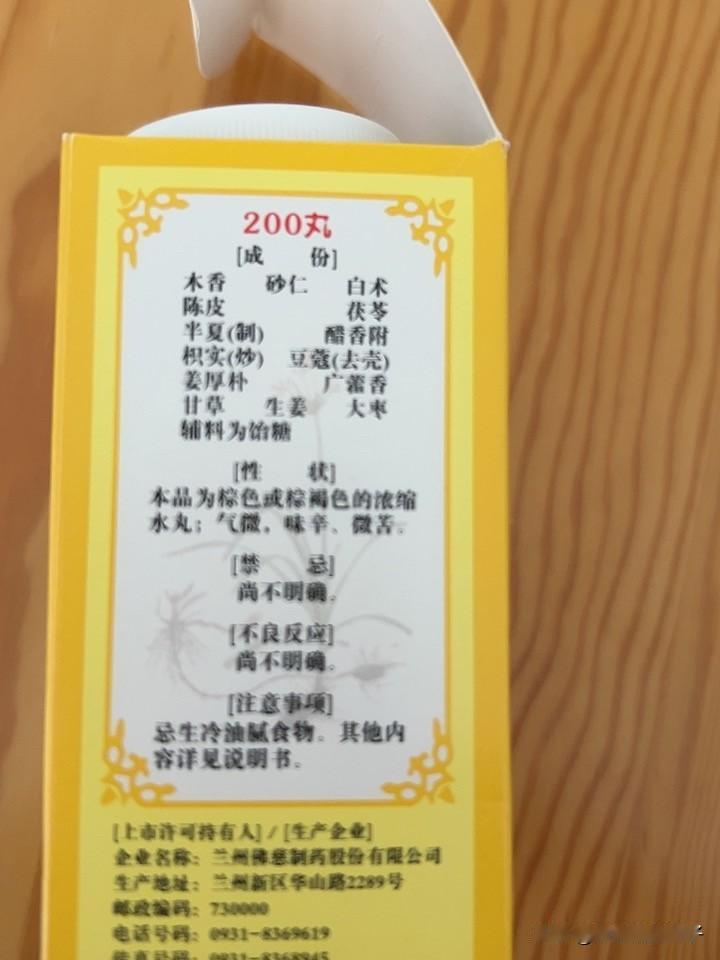 200丸
[成 份]
木香 砂仁 白术
陈皮 茯苓
半夏(制) 醋香附
枳实(炒) 豆蔻(去壳)
姜厚朴 广藿香
甘草 生姜 大枣
辅料为饴糖
[性 状]
本品为棕色或棕褐色的浓缩
水丸；气微，味辛、微苦。
[禁 忌]
尚不明确。
[不良反应]
尚不明确。
[注意事项]
忌生冷油腻食物。其他内
容详见说明书。
[上市许可持有人] / [生产企业]
企业名称：兰州佛慈制药股份有限公司
生产地址：兰州新区华山路2289号
邮政编码：730000
电话号码：0931-8369619
传真号码：0931-8368945